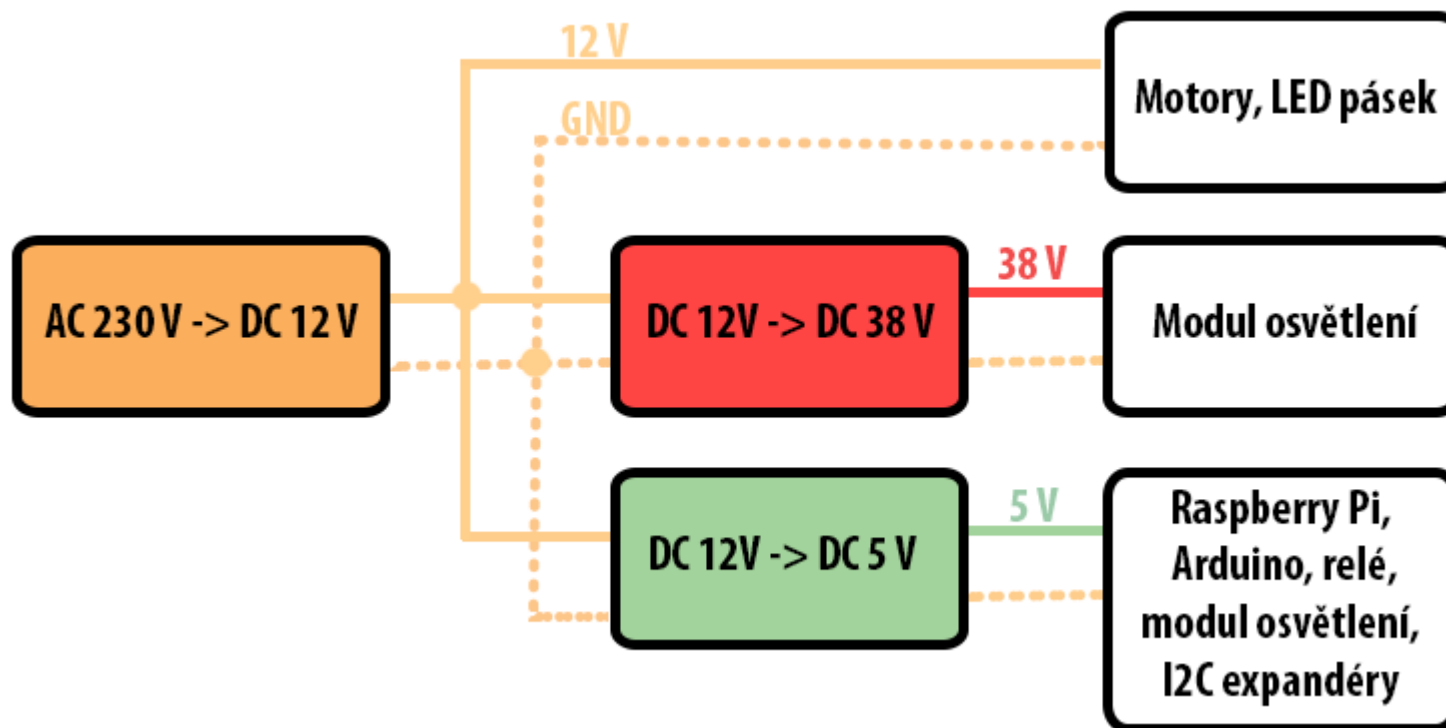 12 V
GND
Motory, LED pásek
AC 230 V -> DC 12 V
DC 12V -> DC 38 V
38 V
Modul osvětlení
DC 12V -> DC 5 V
5 V
Raspberry Pi,
Arduino, relé,
modul osvětlení,
I2C expandéry